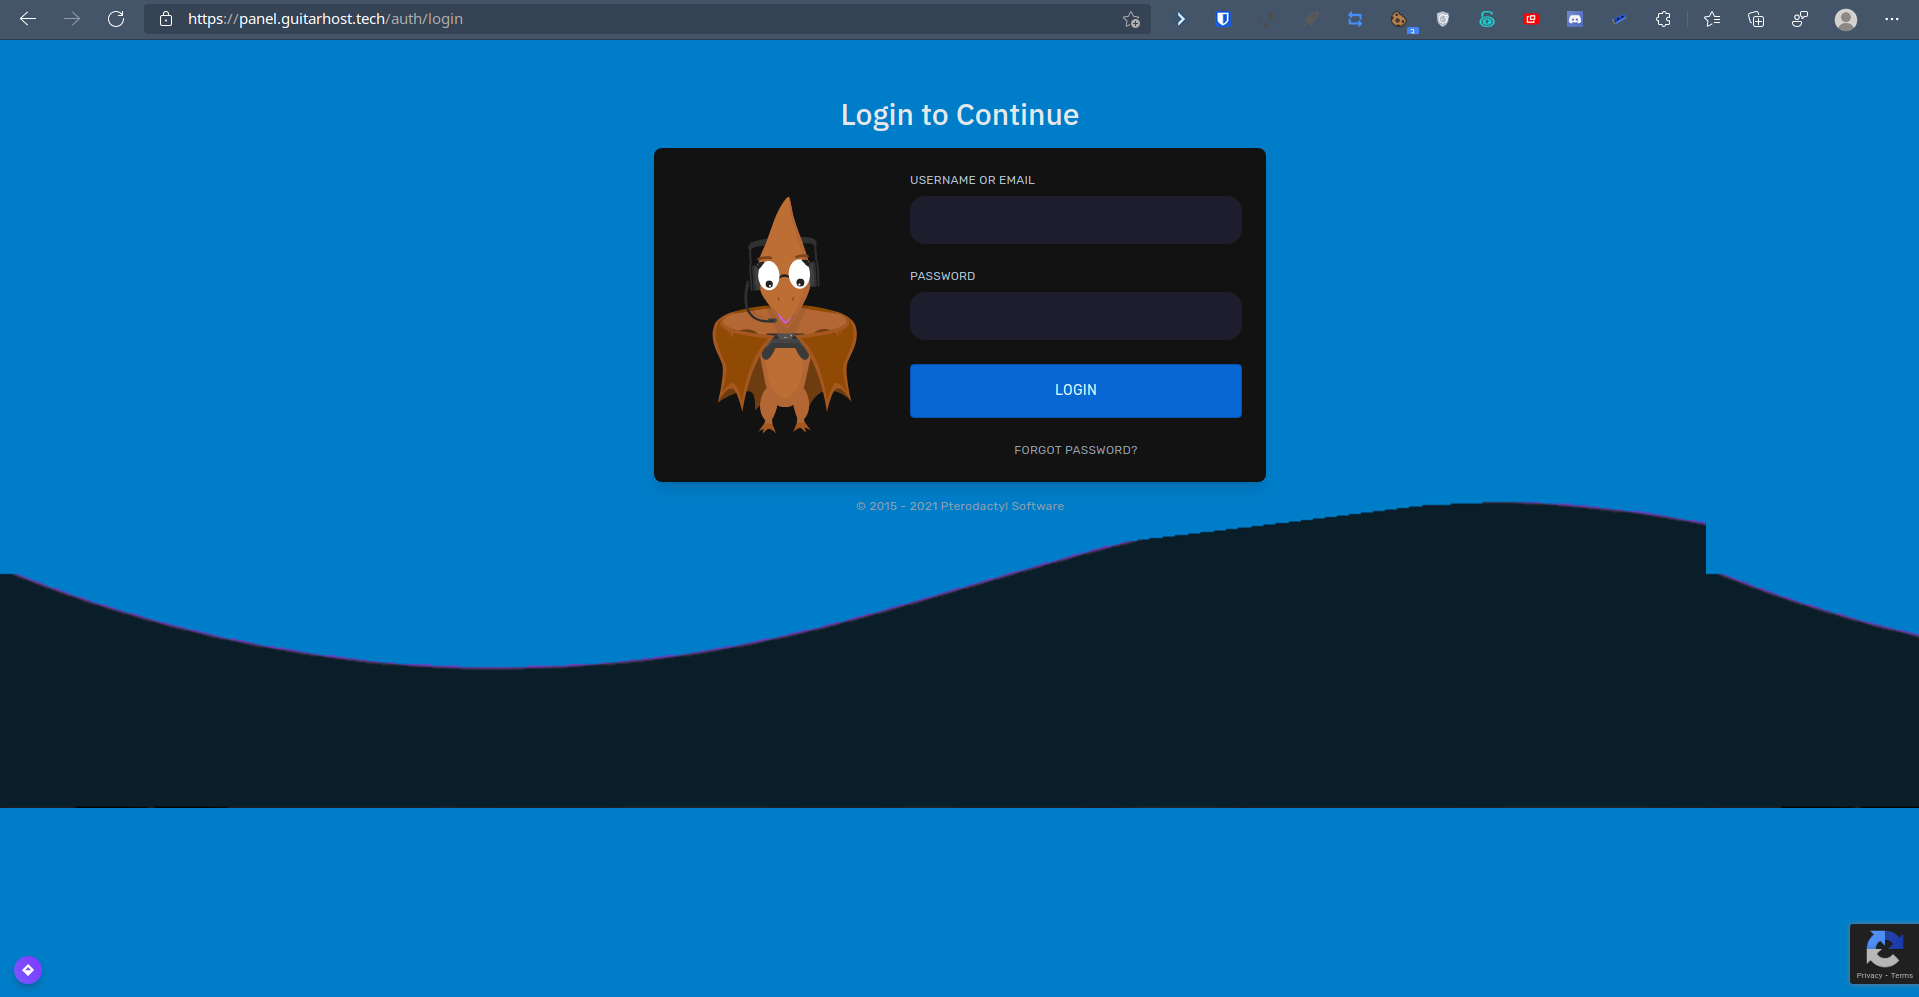 https://panel.guitarhost.tech/auth/login
3
Login to Continue
USERNAME OR EMAIL
PASSWORD
LOGIN
FORGOT PASSWORD?
© 2015 - 2021 Pterodactyl Software
Privacy - Terms